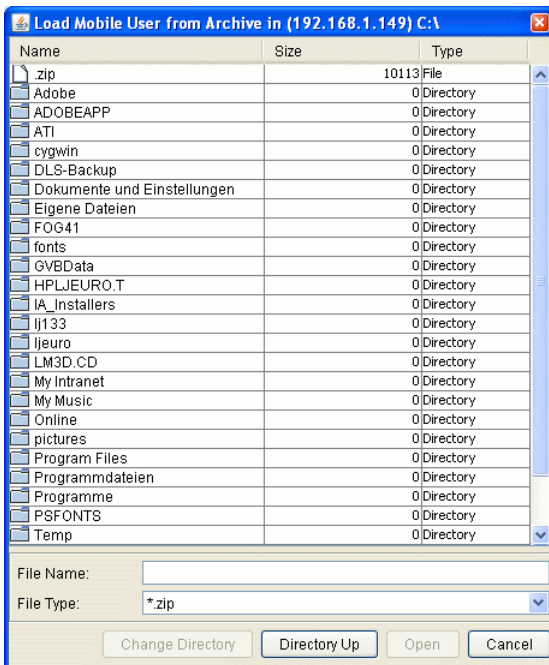 Load Mobile User from Archive in (192.168.1.149) C:\
Name Size Type
.zip 10113 File
Adobe 0 Directory
ADOBEAPP 0 Directory
ATI 0 Directory
cygwin 0 Directory
DLS-Backup 0 Directory
Dokumente und Einstellungen 0 Directory
Eigene Dateien 0 Directory
FOG41 0 Directory
fonts 0 Directory
GVBData 0 Directory
HPLJEURO.T 0 Directory
IA_Installers 0 Directory
lj133 0 Directory
ljeuro 0 Directory
LM3D.CD 0 Directory
My Intranet 0 Directory
My Music 0 Directory
Online 0 Directory
pictures 0 Directory
Program Files 0 Directory
Programmdateien 0 Directory
Programme 0 Directory
PSFONTS 0 Directory
Temp 0 Directory
File Name:
File Type: *.zip
Change Directory Directory Up Open Cancel